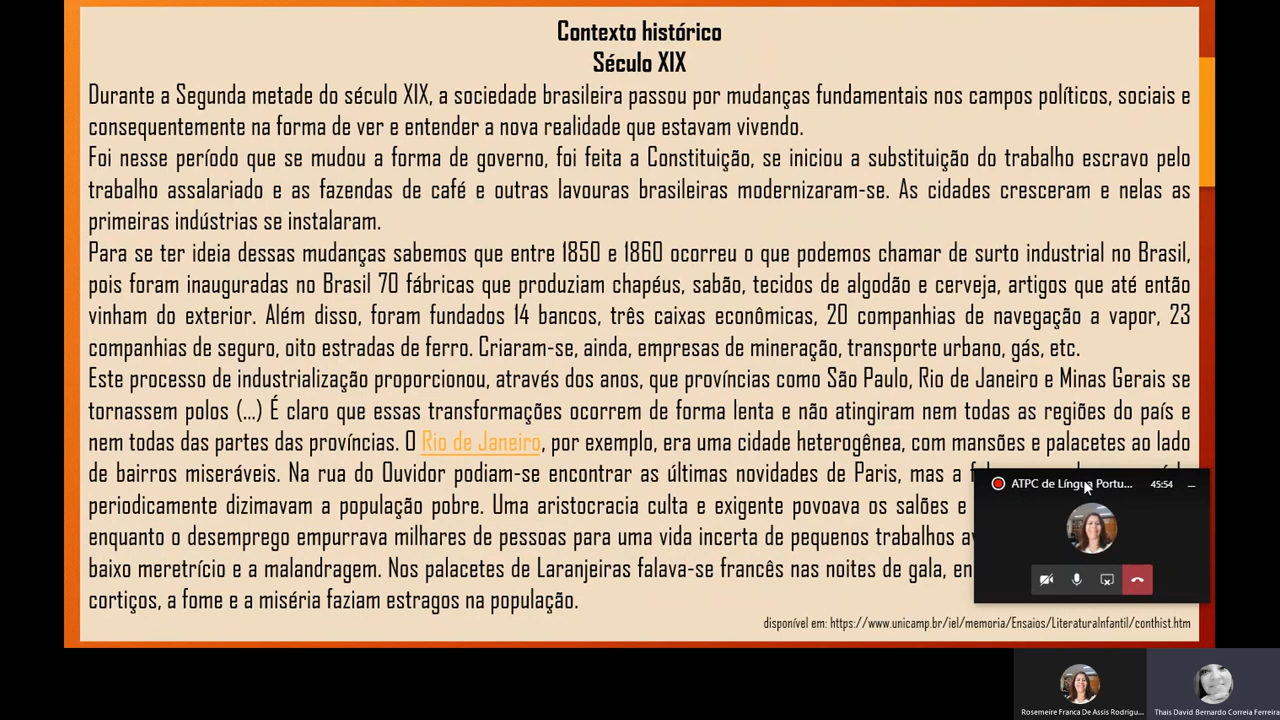 Contexto histórico
Século XIX
Durante a Segunda metade do século XIX, a sociedade brasileira passou por mudanças fundamentais nos campos políticos, sociais e
consequentemente na forma de ver e entender a nova realidade que estavam vivendo.
Foi nesse período que se mudou a forma de governo, foi feita a Constituição, se iniciou a substituição do trabalho escravo pelo
trabalho assalariado e as fazendas de café e outras lavouras brasileiras modernizaram-se. As cidades cresceram e nelas as
primeiras indústrias se instalaram.
Para se ter ideia dessas mudanças sabemos que entre 1850 e 1860 ocorreu o que podemos chamar de surto industrial no Brasil,
pois foram inauguradas no Brasil 70 fábricas que produziam chapéus, sabão, tecidos de algodão e cerveja, artigos que até então
vinham do exterior. Além disso, foram fundados 14 bancos, três caixas econômicas, 20 companhias de navegação a vapor, 23
companhias de seguro, oito estradas de ferro. Criaram-se, ainda, empresas de mineração, transporte urbano, gás, etc.
Este processo de industrialização proporcionou, através dos anos, que províncias como São Paulo, Rio de Janeiro e Minas Gerais se
tornassem polos (...) É claro que essas transformações ocorrem de forma lenta e não atingiram nem todas as regiões do país e
nem todas das partes das províncias. O Rio de Janeiro, por exemplo, era uma cidade heterogênea, com mansões e palacetes ao lado
de bairros miseráveis. Na rua do Ouvidor podiam-se encontrar as últimas novidades de Paris, mas a
periodicamente dizimavam a população pobre. Uma aristocracia culta e exigente povoava os salões e
enquanto o desemprego empurrava milhares de pessoas para uma vida incerta de pequenos trabalhos
baixo meretrício e a malandragem. Nos palacetes de Laranjeiras falava-se francês nas noites de gala,
cortiços, a fome e a miséria faziam estragos na população.
disponível em: https://www.unicamp.br/iel/memoria/Ensaios/LiteraturaInfantil/conthist.htm
ATPC de Língua Portu... 45:54
Rosemeire Franca De Assis Rodrigu...
Thais David Bernardo Correia Ferreira